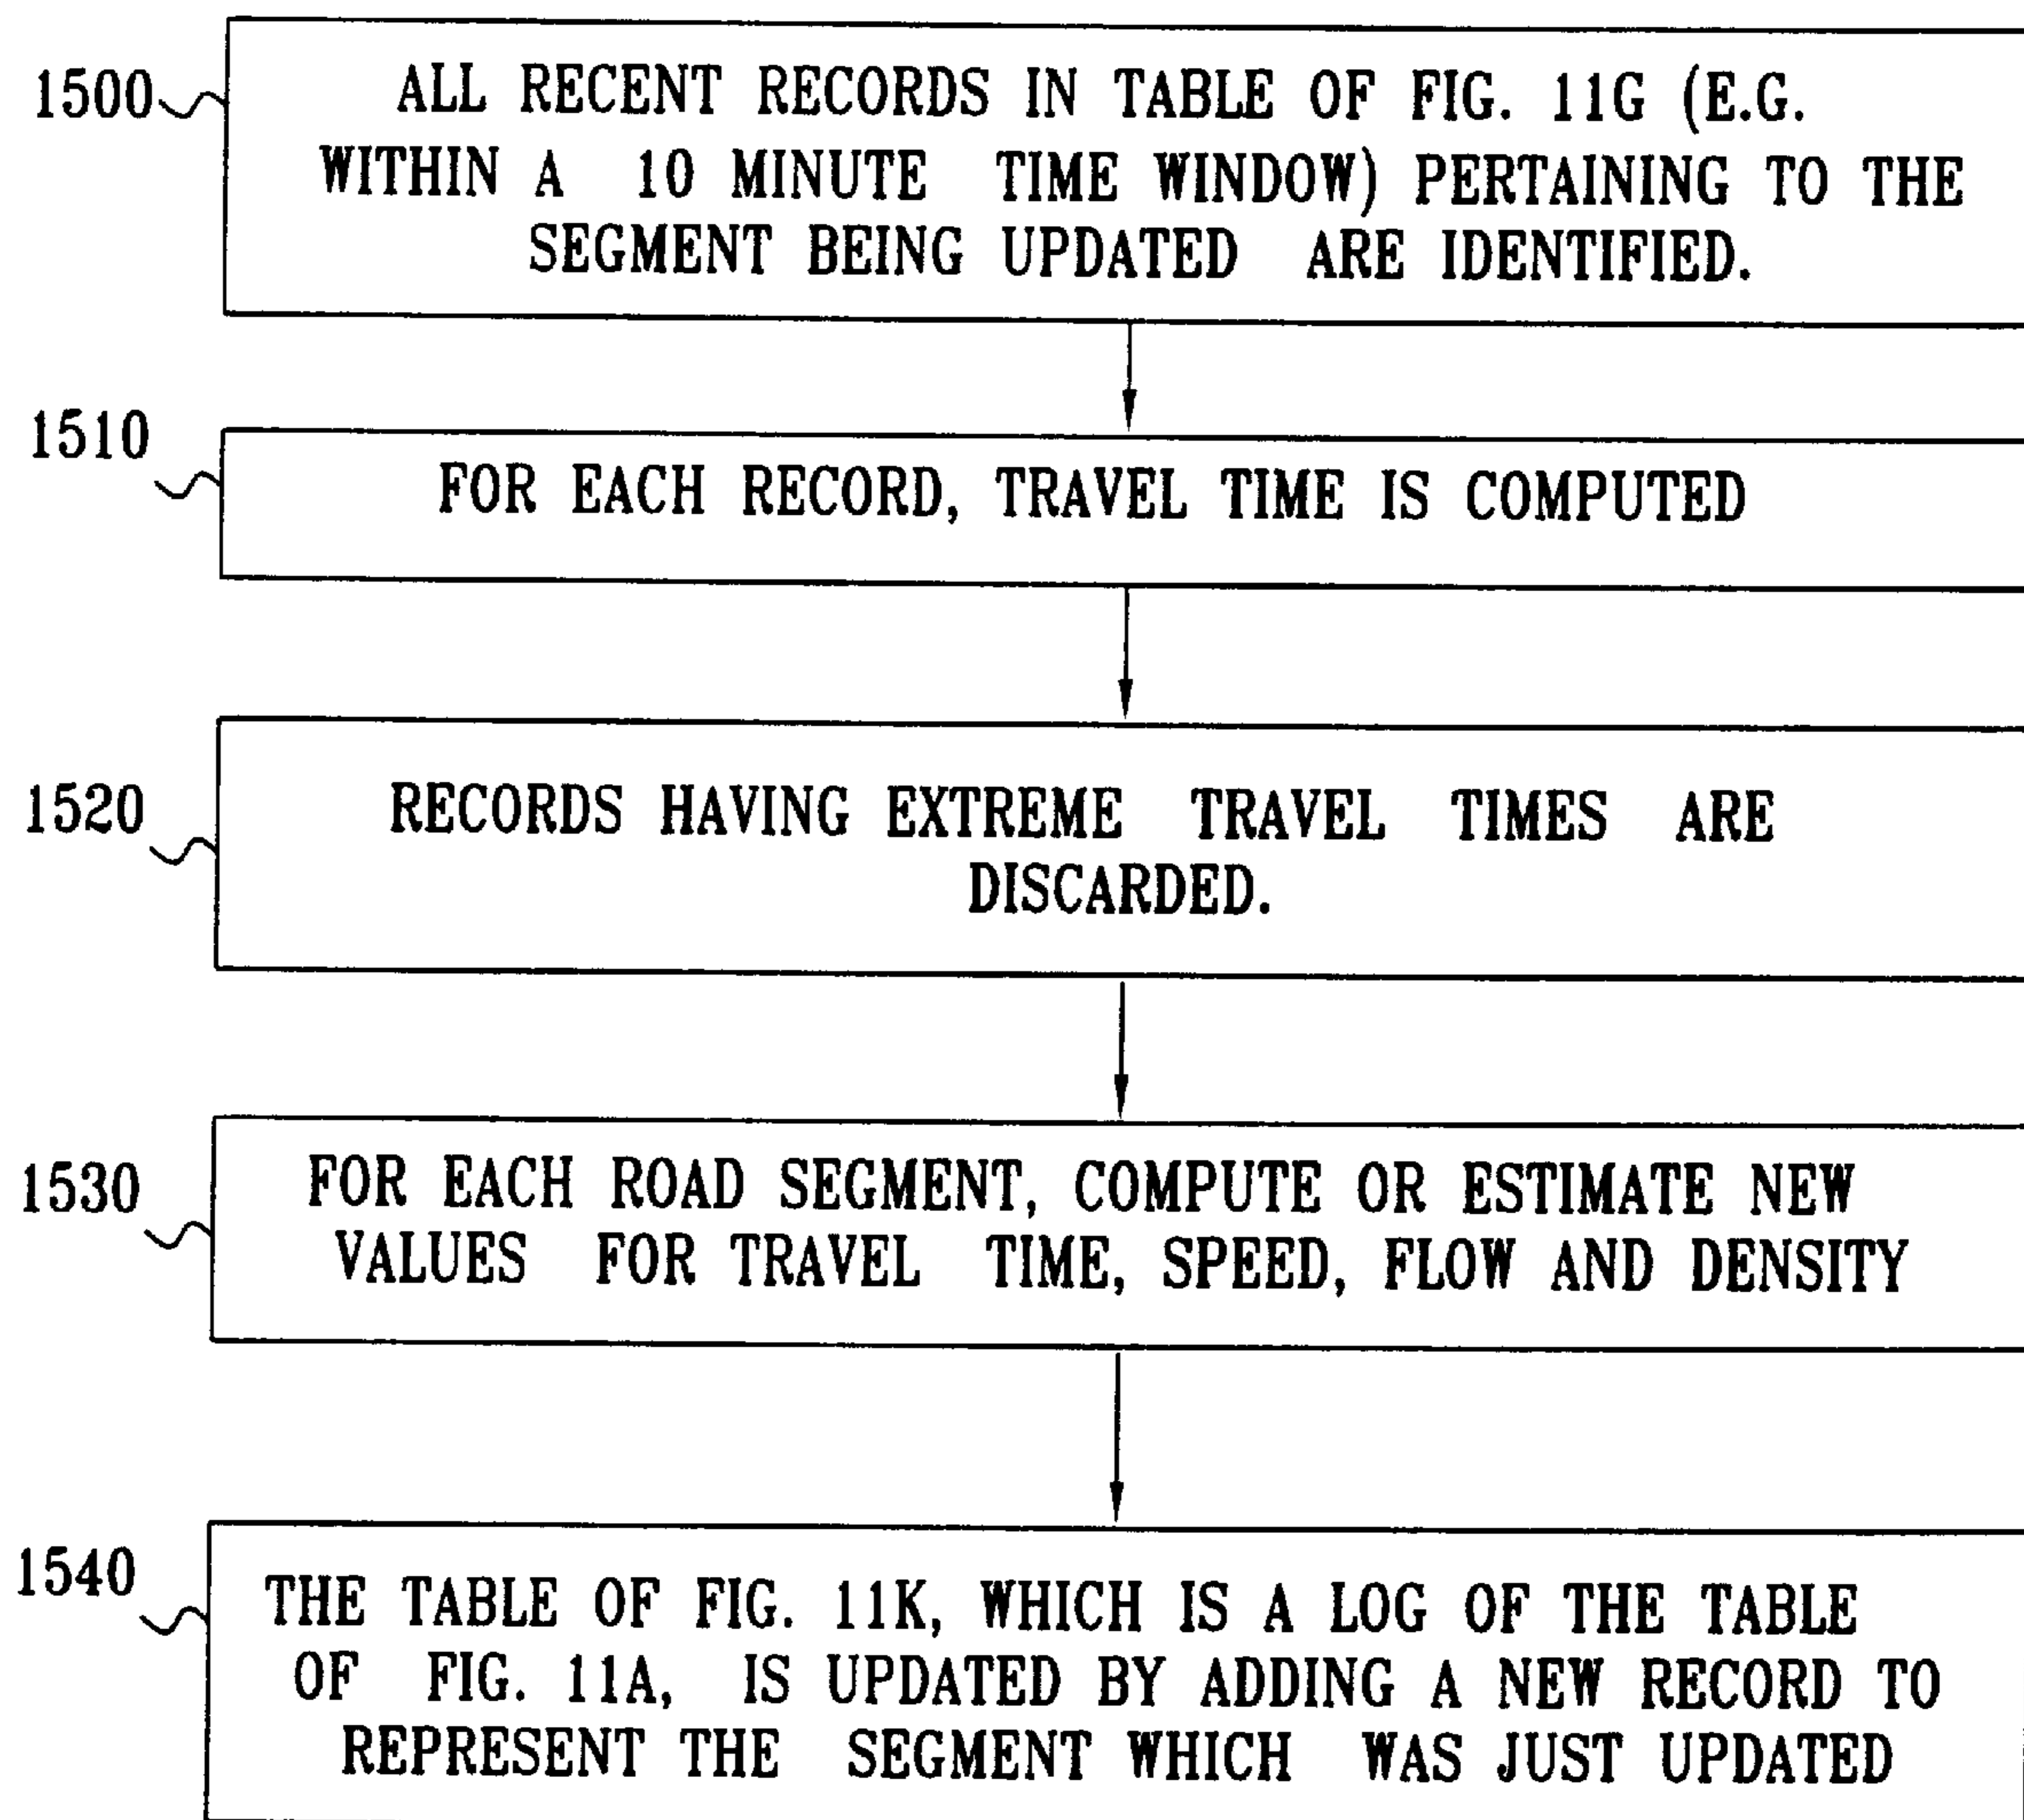 1500
ALL RECENT RECORDS IN TABLE OF FIG. 11G (E.G.
WITHIN A 10 MINUTE TIME WINDOW) PERTAINING TO THE
SEGMENT BEING UPDATED ARE IDENTIFIED.
1510
FOR EACH RECORD, TRAVEL TIME IS COMPUTED
1520
RECORDS HAVING EXTREME TRAVEL TIMES ARE
DISCARDED.
1530
FOR EACH ROAD SEGMENT, COMPUTE OR ESTIMATE NEW
VALUES FOR TRAVEL TIME, SPEED, FLOW AND DENSITY
1540
THE TABLE OF FIG. 11K, WHICH IS A LOG OF THE TABLE
OF FIG. 11A, IS UPDATED BY ADDING A NEW RECORD TO
REPRESENT THE SEGMENT WHICH WAS JUST UPDATED